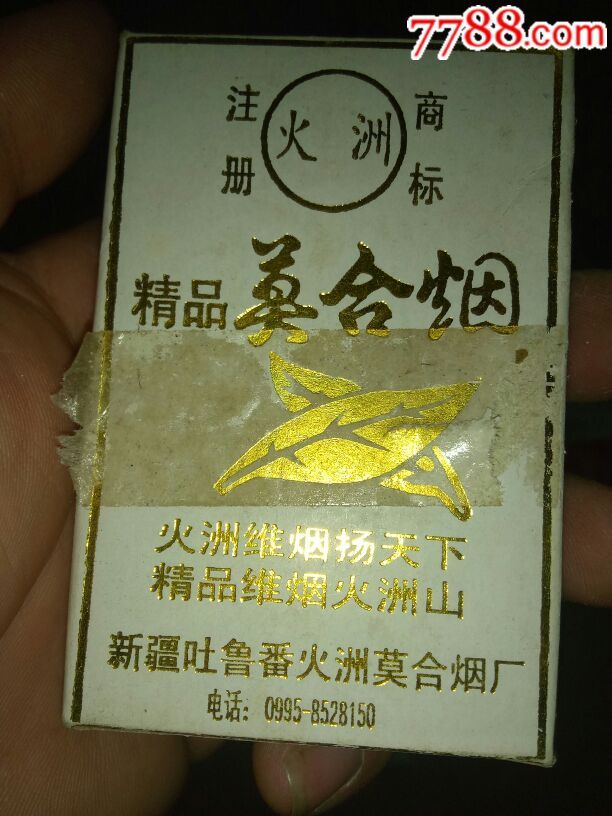 7788.com
注册 火洲 商标
精品 莫合烟
火洲维烟扬天下
精品维烟火洲山
新疆吐鲁番火洲莫合烟厂
电话：0995-8528150